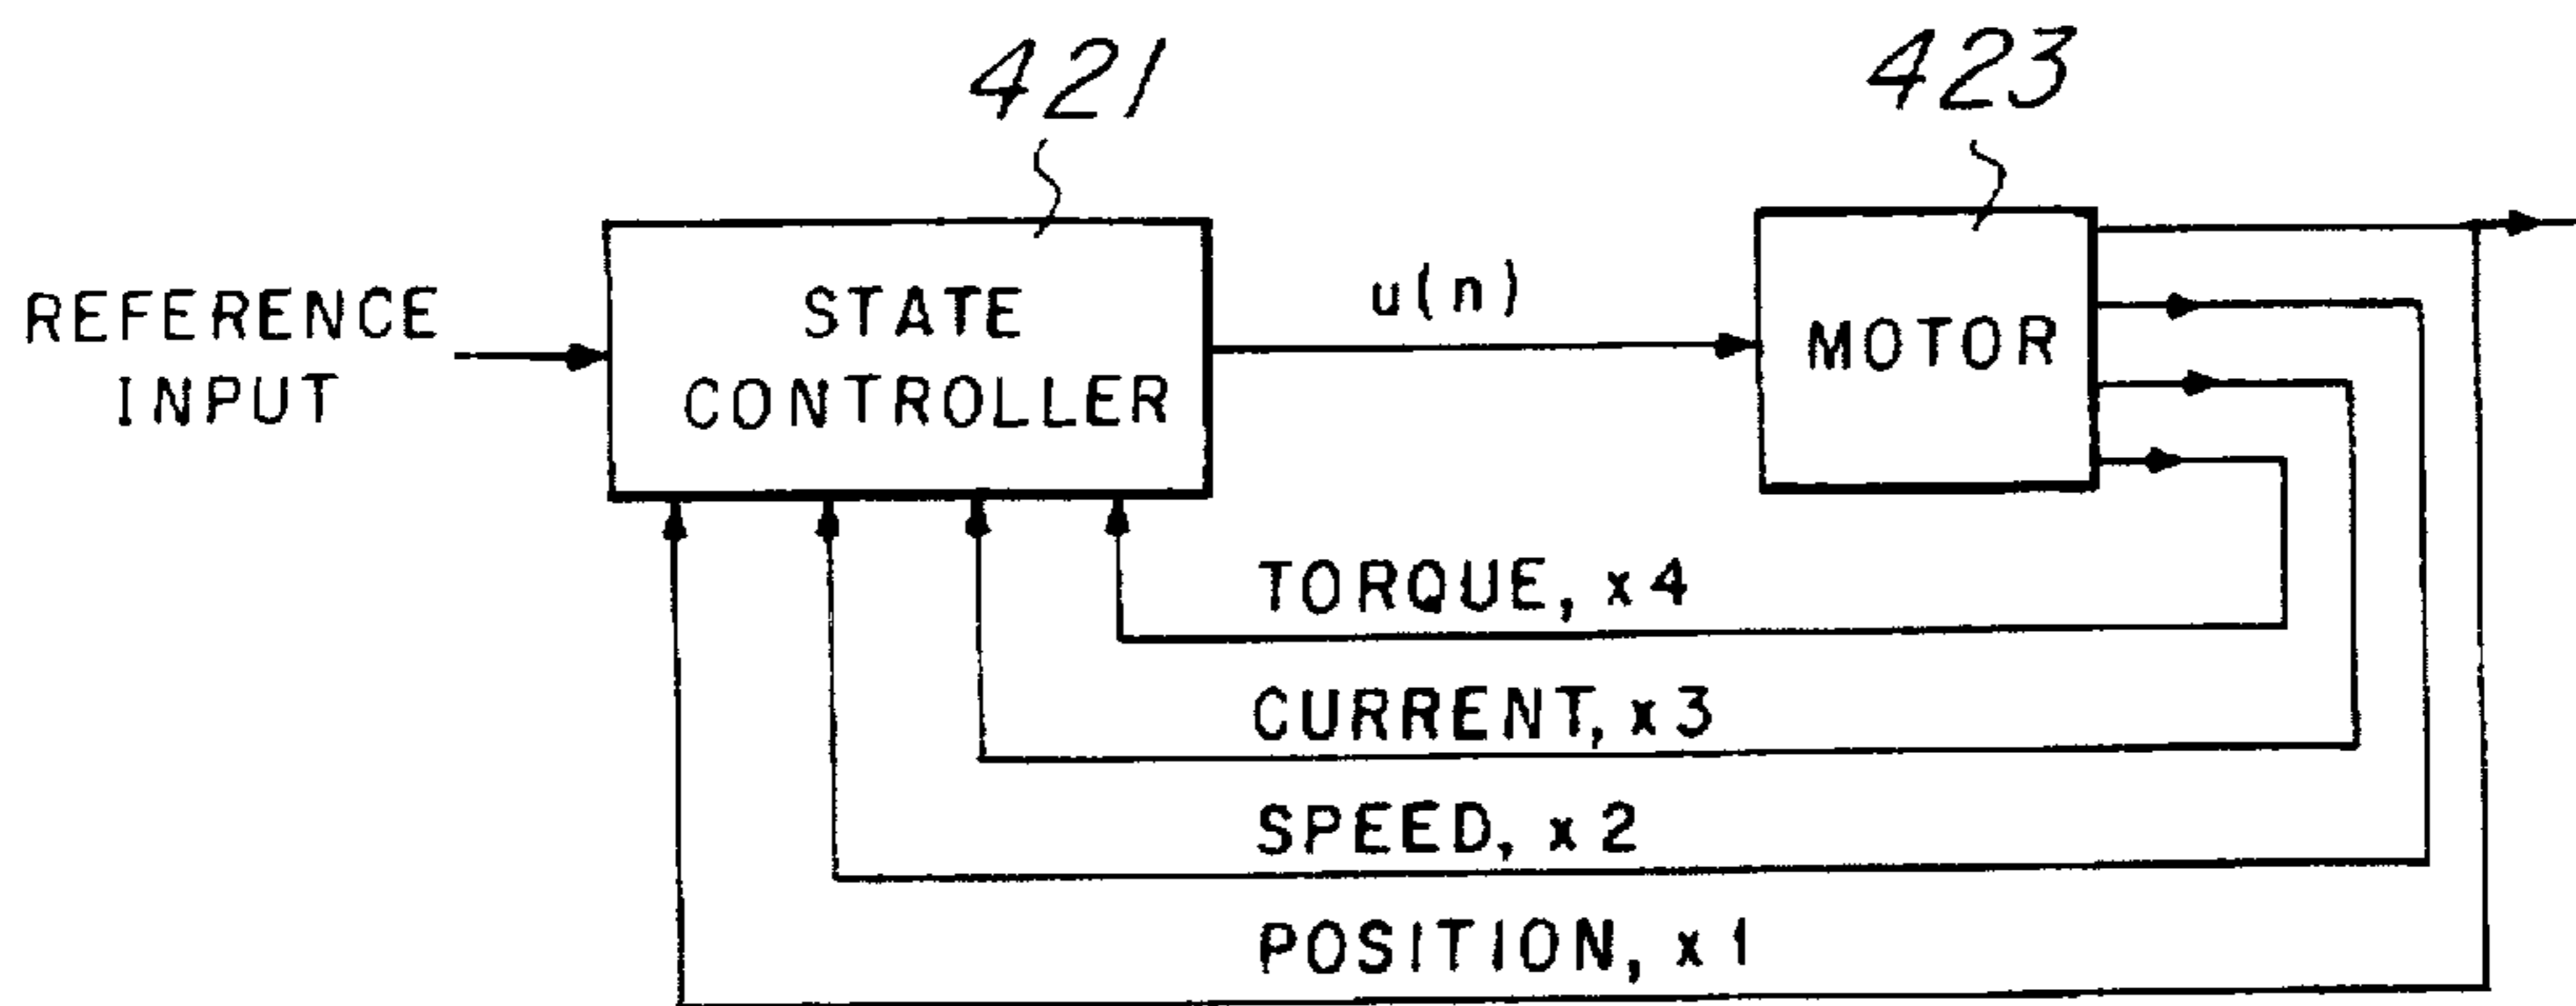 421
423
REFERENCE
INPUT
STATE
CONTROLLER
u(n)
MOTOR
TORQUE, x4
CURRENT, x3
SPEED, x2
POSITION, x1